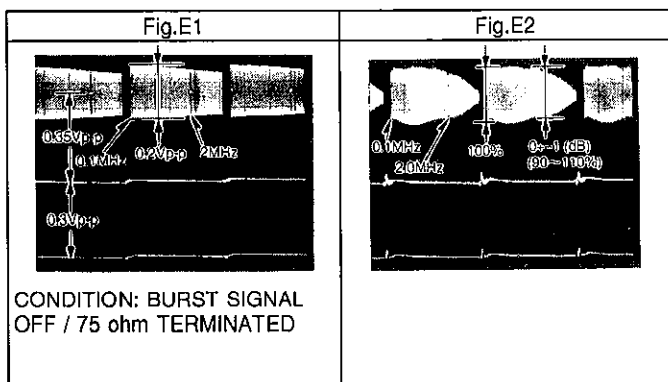 Fig.E1
Fig.E2
0.35Vp-p
0.1MHz
0.2Vp-p
2MHz
0.3Vp-p
0.1MHz
2.0MHz
100%
0+-1 (dB)
(90~110%)
CONDITION: BURST SIGNAL
OFF / 75 ohm TERMINATED